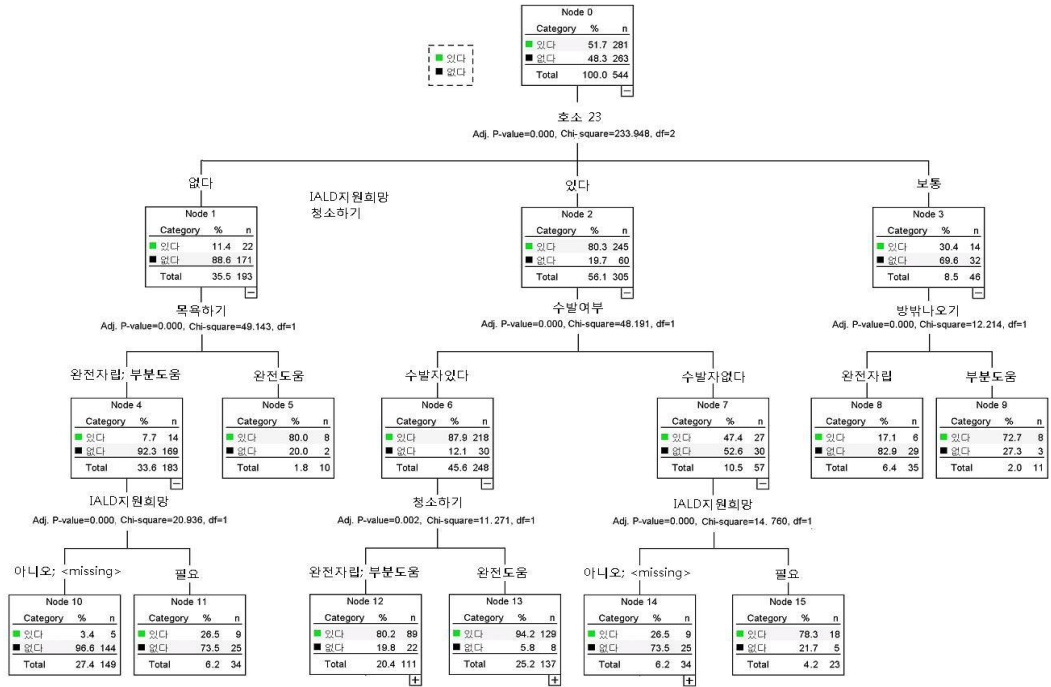 Node 0
Category % n
있다 51.7 281
없다 48.3 263
Total 100.0 544
있다
없다
호소 23
Adj. P-value=0.000, Chi-square=233.948, df=2
없다
있다
보통
IALD지원희망
청소하기
Node 1
Category % n
있다 11.4 22
없다 88.6 171
Total 35.5 193
Node 2
Category % n
있다 80.3 245
없다 19.7 60
Total 56.1 305
Node 3
Category % n
있다 30.4 14
없다 69.6 32
Total 8.5 46
목욕하기
Adj. P-value=0.000, Chi-square=49.143, df=1
수발여부
Adj. P-value=0.000, Chi-square=48.191, df=1
방밖나오기
Adj. P-value=0.000, Chi-square=12.214, df=1
완전자립; 부분도움
완전도움
수발자있다
수발자없다
완전자립
부분도움
Node 4
Category % n
있다 7.7 14
없다 92.3 169
Total 33.6 183
Node 5
Category % n
있다 80.0 8
없다 20.0 2
Total 1.8 10
Node 6
Category % n
있다 87.9 218
없다 12.1 30
Total 45.6 248
Node 7
Category % n
있다 47.4 27
없다 52.6 30
Total 10.5 57
Node 8
Category % n
있다 17.1 6
없다 82.9 29
Total 6.4 35
Node 9
Category % n
있다 72.7 8
없다 27.3 3
Total 2.0 11
IALD지원희망
Adj. P-value=0.000, Chi-square=20.936, df=1
청소하기
Adj. P-value=0.002, Chi-square=11.271, df=1
IALD지원희망
Adj. P-value=0.000, Chi-square=14. 760, df=1
아니오; <missing>
필요
완전자립; 부분도움
완전도움
아니오; <missing>
필요
Node 10
Category % n
있다 3.4 5
없다 96.6 144
Total 27.4 149
Node 11
Category % n
있다 26.5 9
없다 73.5 25
Total 6.2 34
Node 12
Category % n
있다 80.2 89
없다 19.8 22
Total 20.4 111
Node 13
Category % n
있다 94.2 129
없다 5.8 8
Total 25.2 137
Node 14
Category % n
있다 26.5 9
없다 73.5 25
Total 6.2 34
Node 15
Category % n
있다 78.3 18
없다 21.7 5
Total 4.2 23